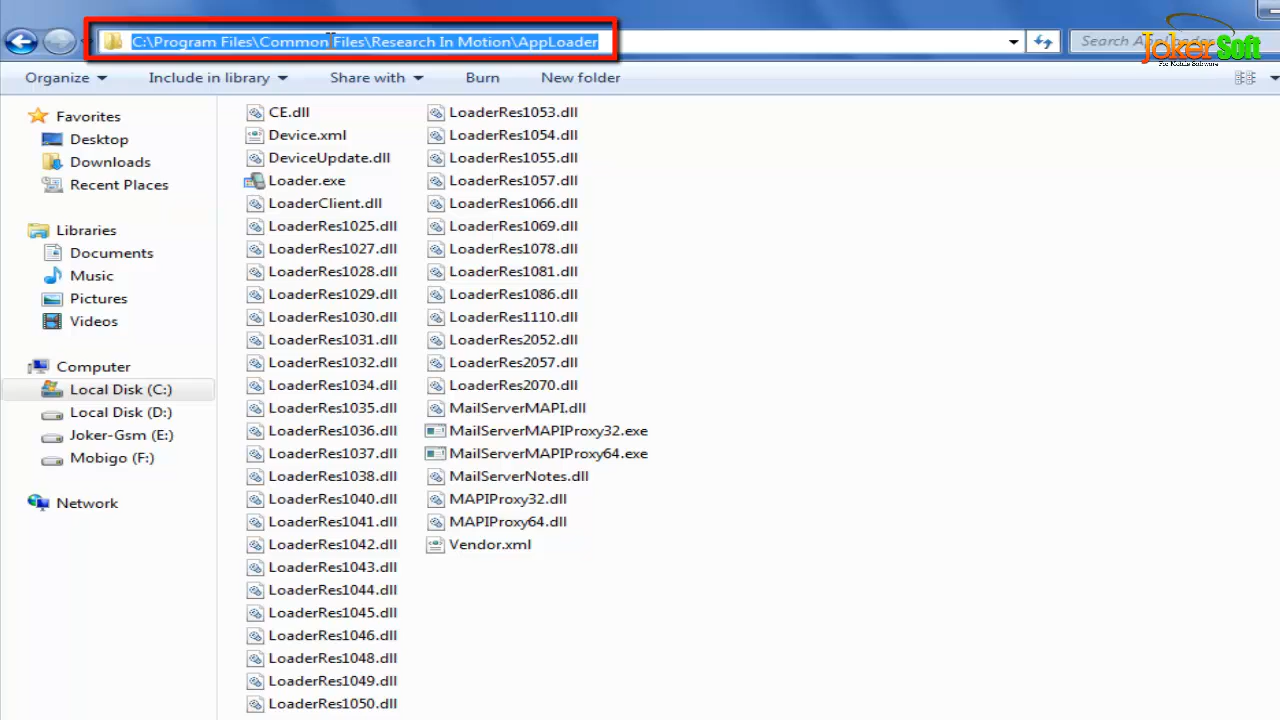 C:\Program Files\Common Files\Research In Motion\AppLoader
Search AppLoader
JokerSoft
For Mobile Software
Organize
Include in library
Share with
Burn
New folder
Favorites
Desktop
Downloads
Recent Places
Libraries
Documents
Music
Pictures
Videos
Computer
Local Disk (C:)
Local Disk (D:)
Joker-Gsm (E:)
Mobigo (F:)
Network
CE.dll
Device.xml
DeviceUpdate.dll
Loader.exe
LoaderClient.dll
LoaderRes1025.dll
LoaderRes1027.dll
LoaderRes1028.dll
LoaderRes1029.dll
LoaderRes1030.dll
LoaderRes1031.dll
LoaderRes1032.dll
LoaderRes1034.dll
LoaderRes1035.dll
LoaderRes1036.dll
LoaderRes1037.dll
LoaderRes1038.dll
LoaderRes1040.dll
LoaderRes1041.dll
LoaderRes1042.dll
LoaderRes1043.dll
LoaderRes1044.dll
LoaderRes1045.dll
LoaderRes1046.dll
LoaderRes1048.dll
LoaderRes1049.dll
LoaderRes1050.dll
LoaderRes1053.dll
LoaderRes1054.dll
LoaderRes1055.dll
LoaderRes1057.dll
LoaderRes1066.dll
LoaderRes1069.dll
LoaderRes1078.dll
LoaderRes1081.dll
LoaderRes1086.dll
LoaderRes1110.dll
LoaderRes2052.dll
LoaderRes2057.dll
LoaderRes2070.dll
MailServerMAPI.dll
MailServerMAPIProxy32.exe
MailServerMAPIProxy64.exe
MailServerNotes.dll
MAPIProxy32.dll
MAPIProxy64.dll
Vendor.xml